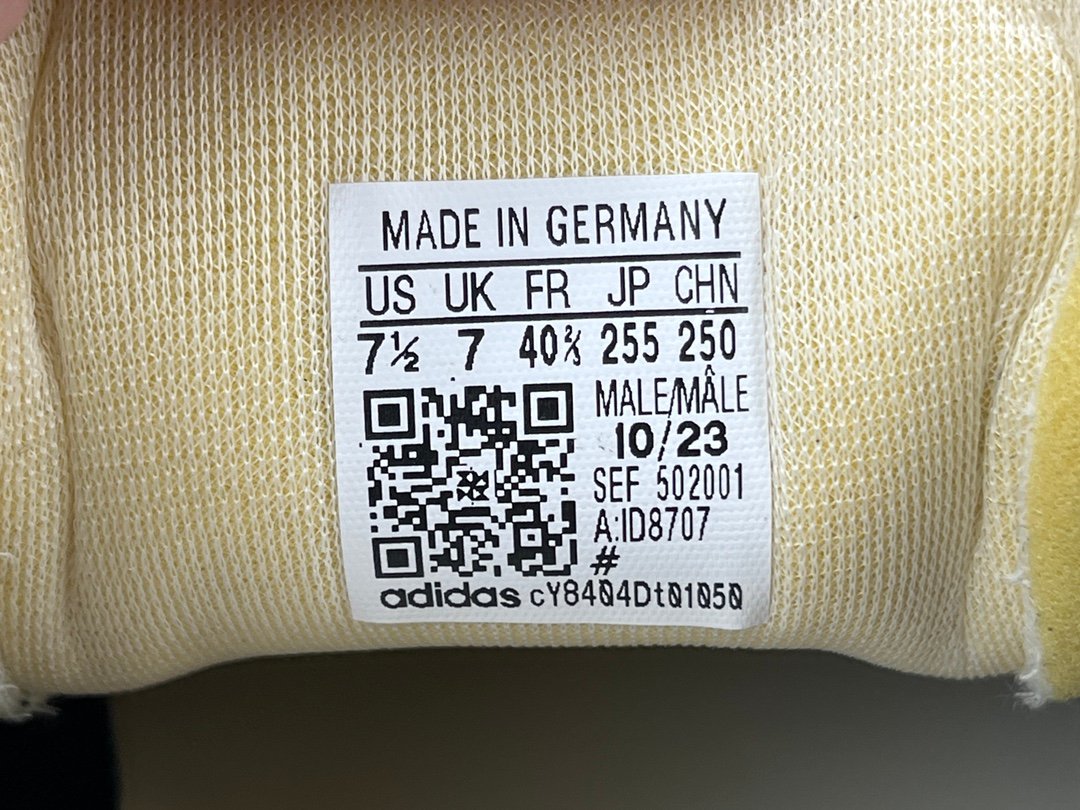 MADE IN GERMANY
US UK FR JP CHN
7½ 7 40⅔ 255 250
MALE/MÂLE
10/23
SEF 502001
A:ID8707
#
adidas cY8404Dt01050